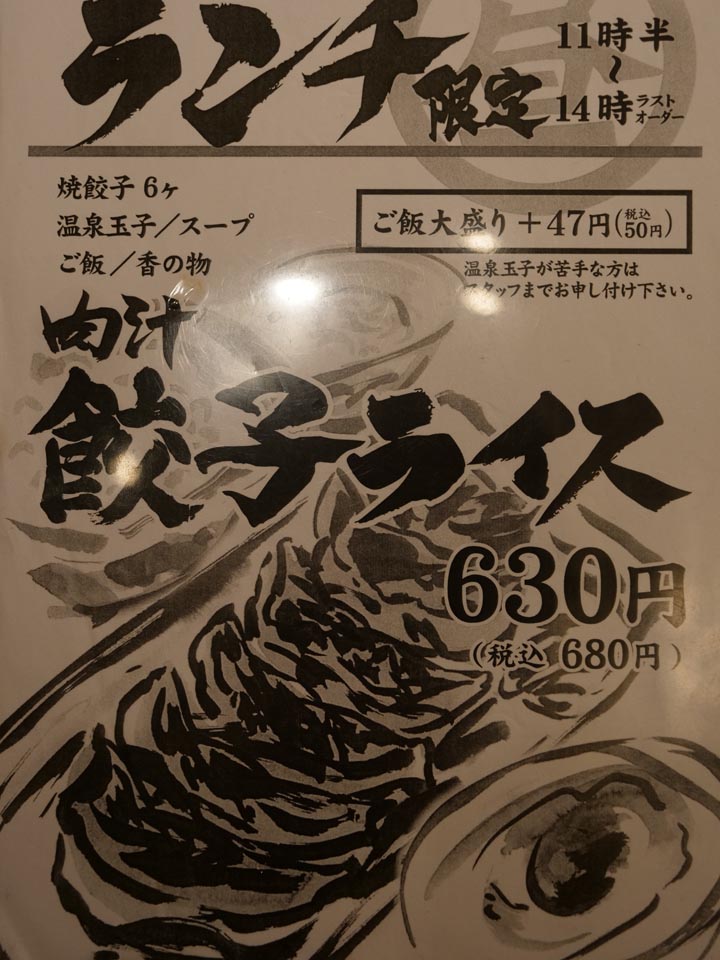 ランチ限定
11時半
〜
14時ラストオーダー
焼餃子 6ヶ
温泉玉子／スープ
ご飯／香の物
ご飯大盛り＋47円(税込50円)
温泉玉子が苦手な方は
スタッフまでお申し付け下さい。
肉汁
餃子ライス
630円
(税込 680円)